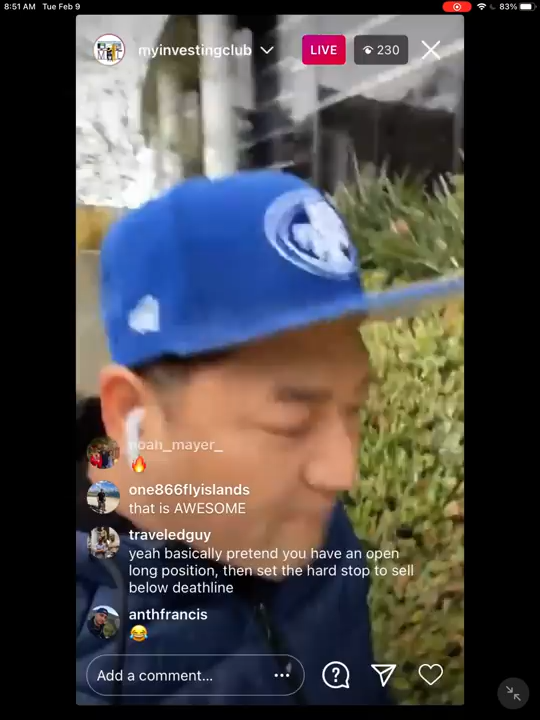 8:51 AM Tue Feb 9
83%
myinvestingclub
LIVE
230
noah_mayer_
one866flyislands
that is AWESOME
traveledguy
yeah basically pretend you have an open
long position, then set the hard stop to sell
below deathline
anthfrancis
Add a comment...